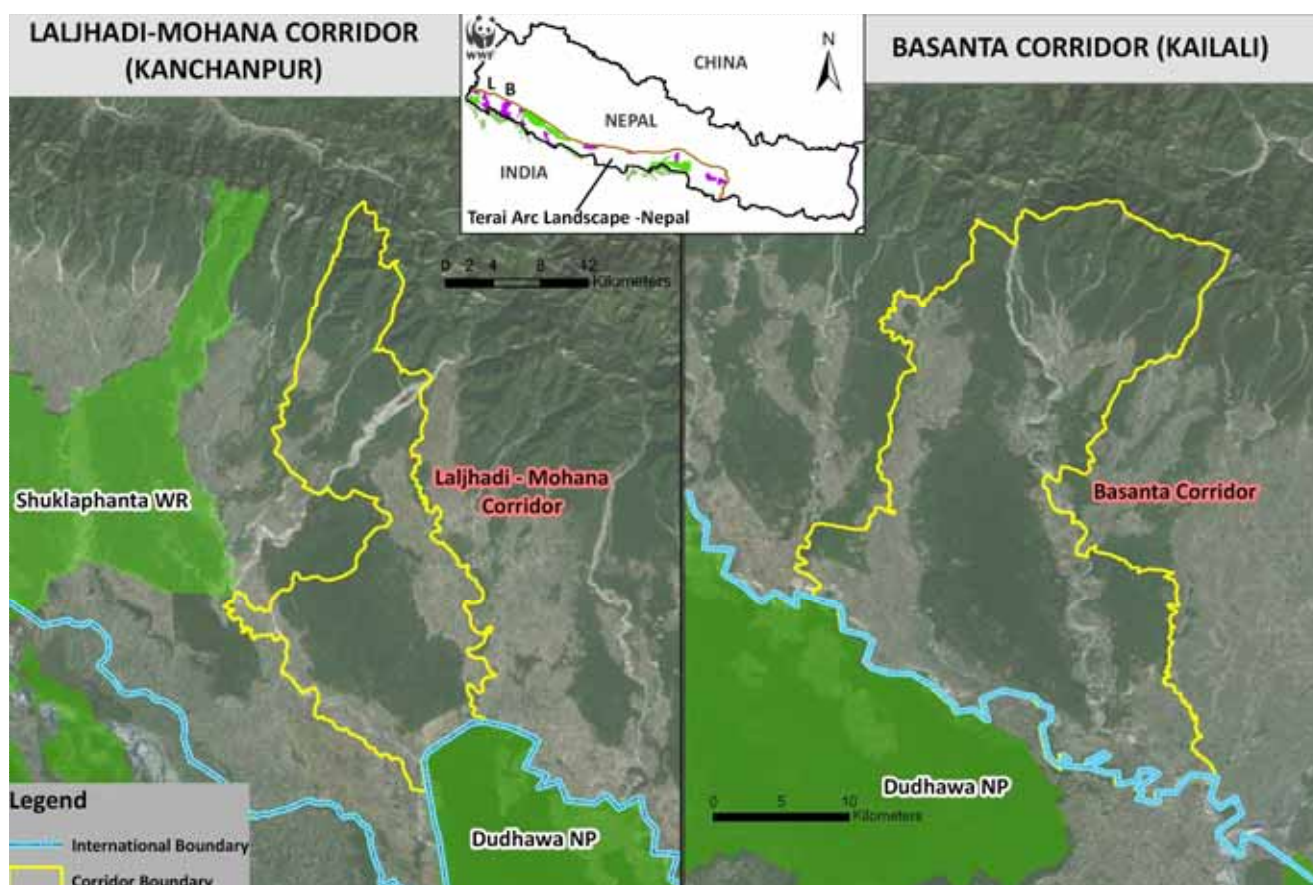 LALJHADI-MOHANA CORRIDOR
(KANCHANPUR)
WWF
L B
CHINA
NEPAL
INDIA
N
Terai Arc Landscape -Nepal
BASANTA CORRIDOR (KAILALI)
0 2 4 8 12
Kilometers
Shuklaphanta WR
Laljhadi - Mohana
Corridor
Dudhawa NP
Legend
International Boundary
Corridor Boundary
Basanta Corridor
Dudhawa NP
0 5 10
Kilometers